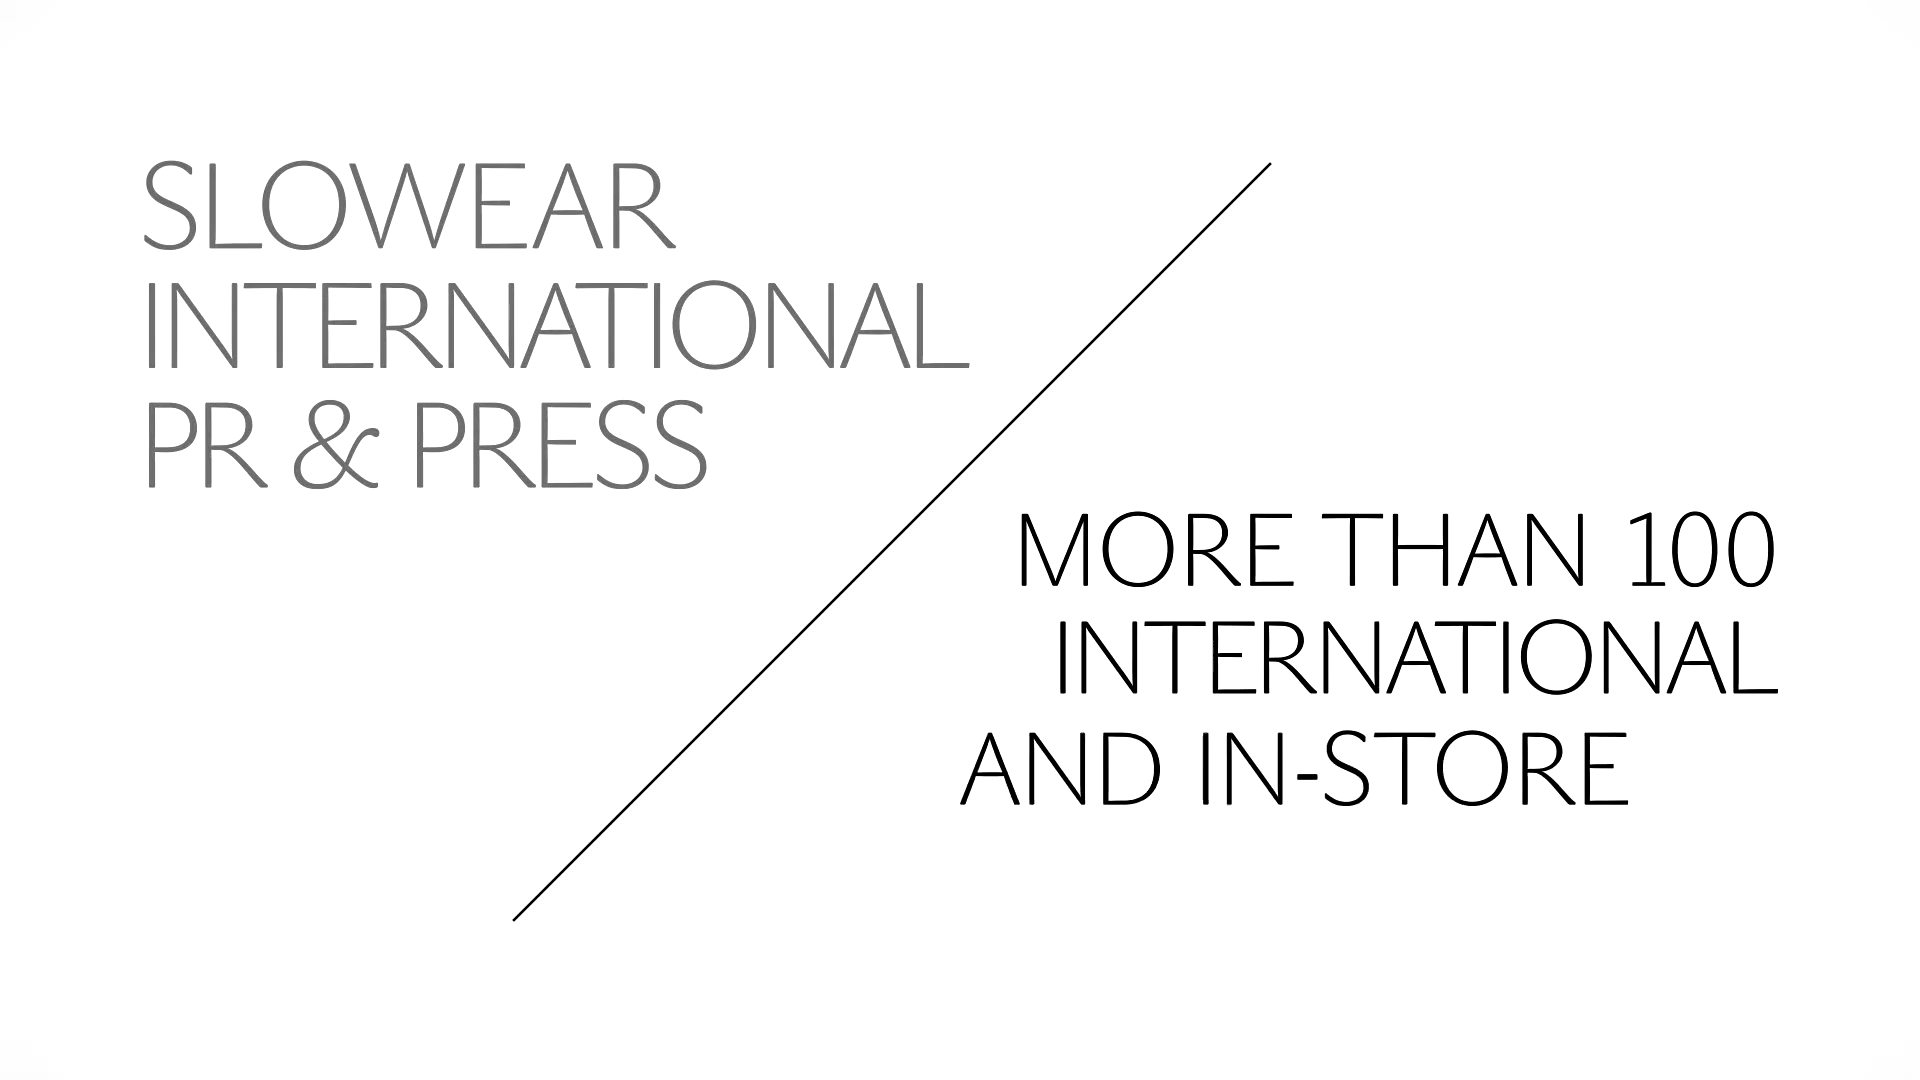 SLOWEAR
INTERNATIONAL
PR & PRESS
MORE THAN 100
INTERNATIONAL
AND IN-STORE